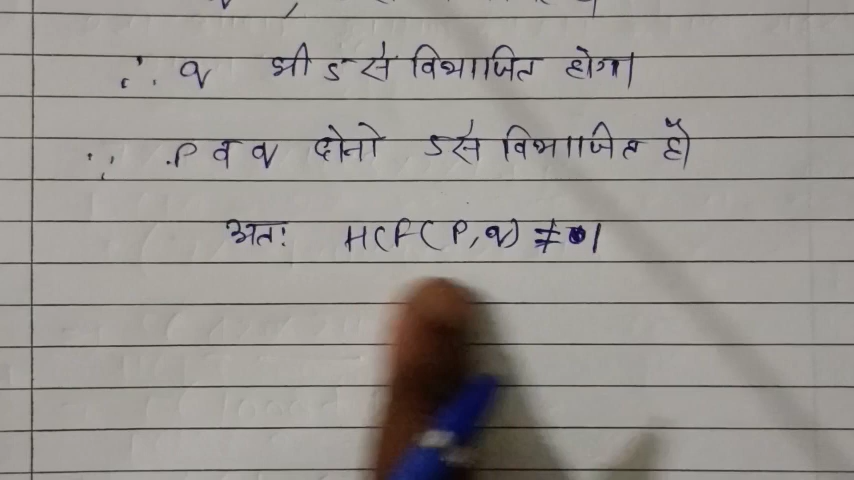 ∴ q भी 5 से विभाजित होगा
∵ P व q दोनो 5 से विभाजित है
अतः HCF(P,q) ≠ 1